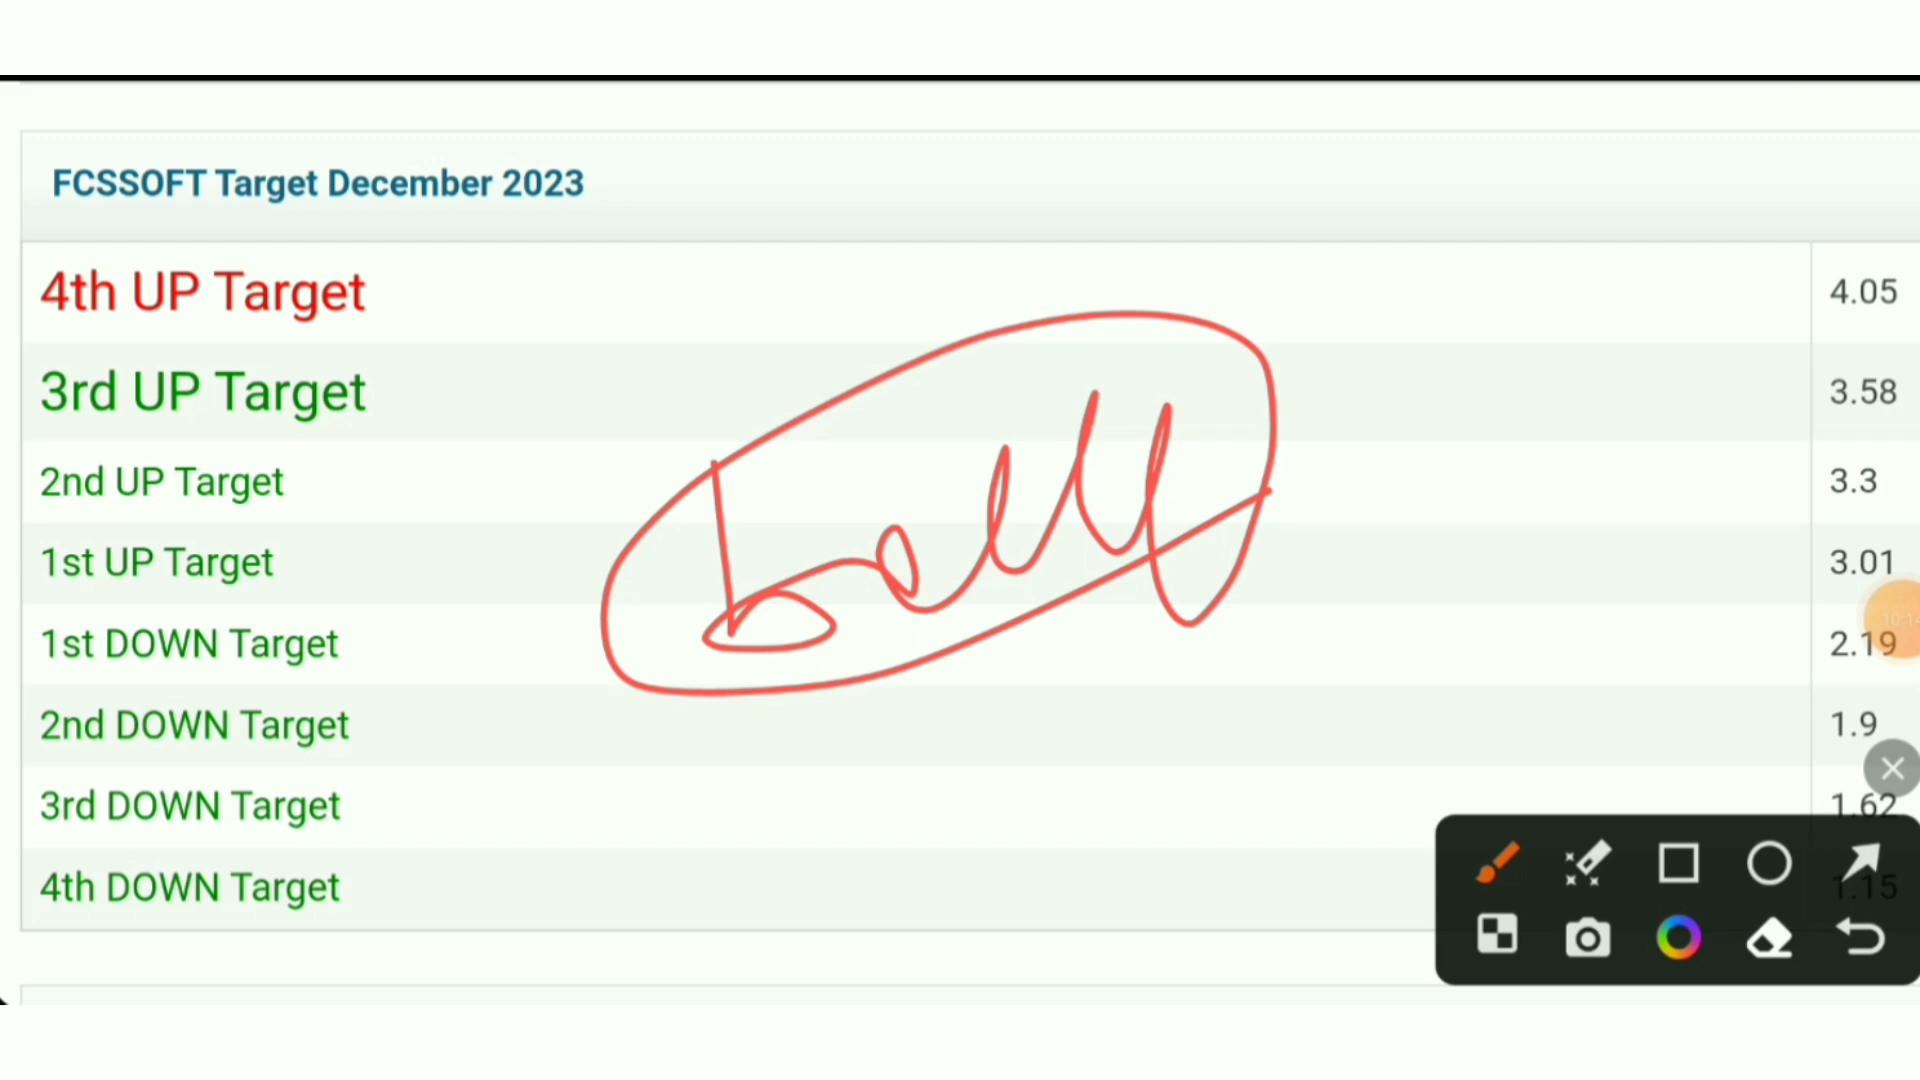 FCSSOFT Target December 2023
4th UP Target 4.05
3rd UP Target 3.58
2nd UP Target 3.3
1st UP Target 3.01
1st DOWN Target 2.19
2nd DOWN Target 1.9
3rd DOWN Target 1.62
4th DOWN Target 1.15